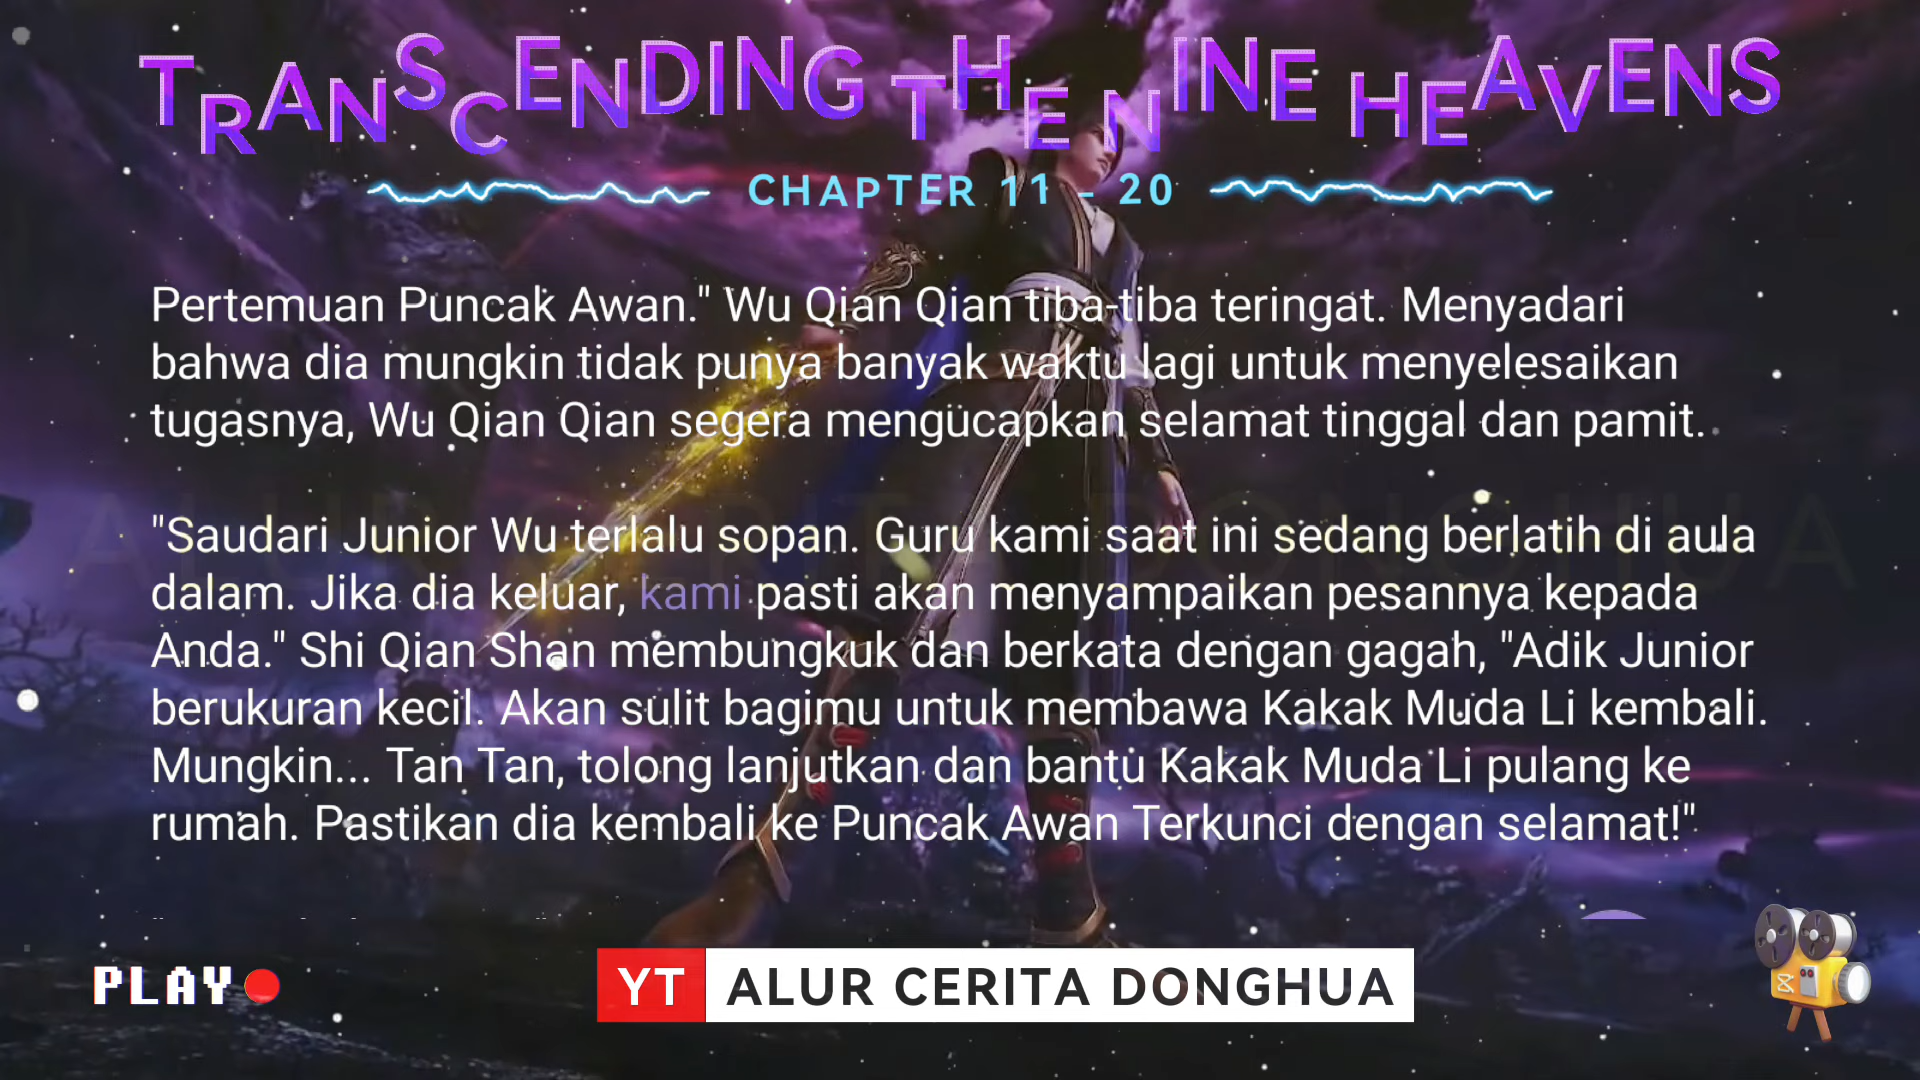 TRANSCENDING THE NINE HEAVENS
CHAPTER 11 - 20
Pertemuan Puncak Awan." Wu Qian Qian tiba-tiba teringat. Menyadari
bahwa dia mungkin tidak punya banyak waktu lagi untuk menyelesaikan
tugasnya, Wu Qian Qian segera mengucapkan selamat tinggal dan pamit.
"Saudari Junior Wu terlalu sopan. Guru kami saat ini sedang berlatih di aula
dalam. Jika dia keluar, kami pasti akan menyampaikan pesannya kepada
Anda." Shi Qian Shan membungkuk dan berkata dengan gagah, "Adik Junior
berukuran kecil. Akan sulit bagimu untuk membawa Kakak Muda Li kembali.
Mungkin... Tan Tan, tolong lanjutkan dan bantu Kakak Muda Li pulang ke
rumah. Pastikan dia kembali ke Puncak Awan Terkunci dengan selamat!"
ALUR CERITA DONGHUA
PLAY
YT ALUR CERITA DONGHUA